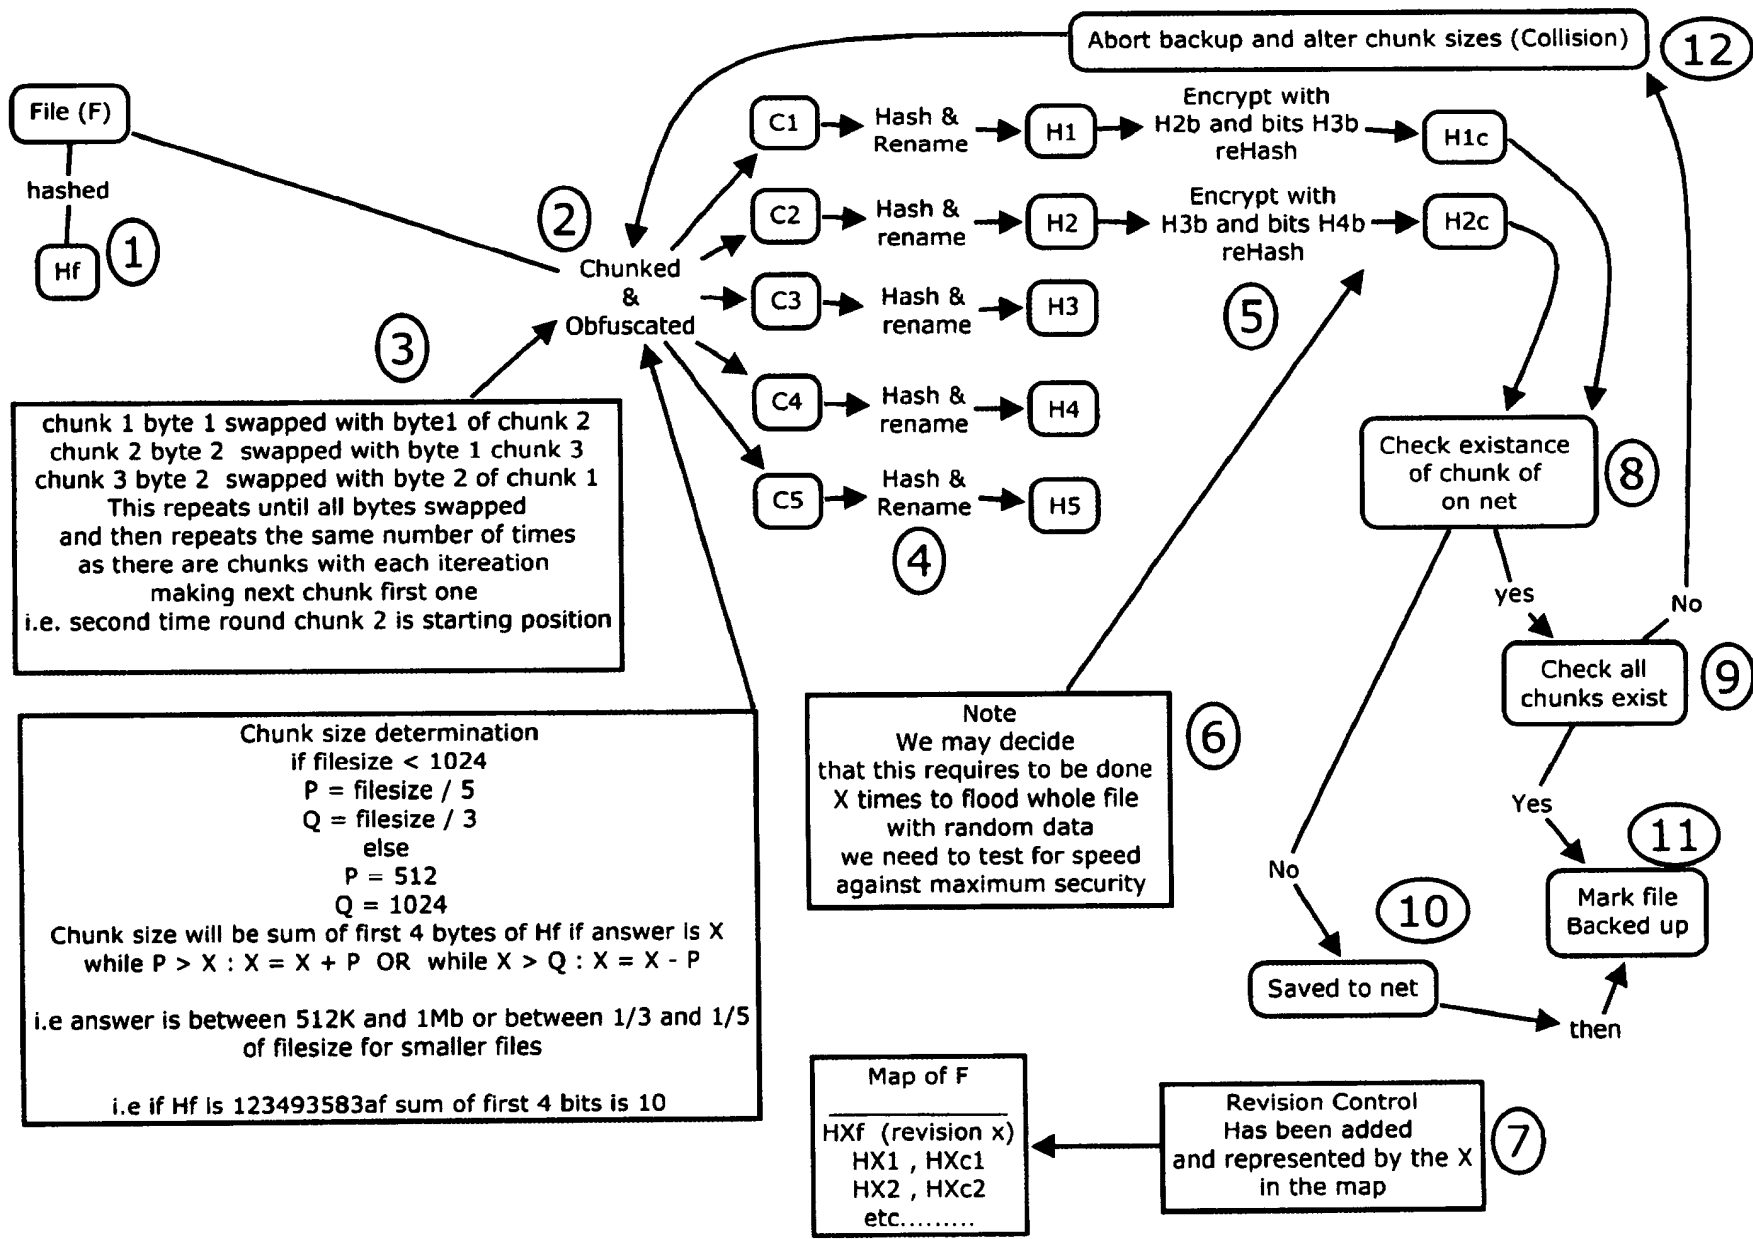 Abort backup and alter chunk sizes (Collision)
12
File (F)
hashed
Hf
1
2
Chunked
&
Obfuscated
3
C1
Hash &
Rename
H1
Encrypt with
H2b and bits H3b
reHash
H1c
C2
Hash &
rename
H2
Encrypt with
H3b and bits H4b
reHash
H2c
C3
Hash &
rename
H3
5
C4
Hash &
rename
H4
C5
Hash &
Rename
H5
4
chunk 1 byte 1 swapped with byte1 of chunk 2
chunk 2 byte 2 swapped with byte 1 chunk 3
chunk 3 byte 2 swapped with byte 2 of chunk 1
This repeats until all bytes swapped
and then repeats the same number of times
as there are chunks with each itereation
making next chunk first one
i.e. second time round chunk 2 is starting position
Check existance
of chunk of
on net
8
yes
No
Check all
chunks exist
9
Yes
No
11
Mark file
Backed up
10
Saved to net
then
Chunk size determination
if filesize < 1024
P = filesize / 5
Q = filesize / 3
else
P = 512
Q = 1024
Chunk size will be sum of first 4 bytes of Hf if answer is X
while P > X : X = X + P OR while X > Q : X = X - P
i.e answer is between 512K and 1Mb or between 1/3 and 1/5
of filesize for smaller files
i.e if Hf is 123493583af sum of first 4 bits is 10
Note
We may decide
that this requires to be done
X times to flood whole file
with random data
we need to test for speed
against maximum security
6
Map of F
HXf (revision x)
HX1 , HXc1
HX2 , HXc2
etc.........
Revision Control
Has been added
and represented by the X
in the map
7